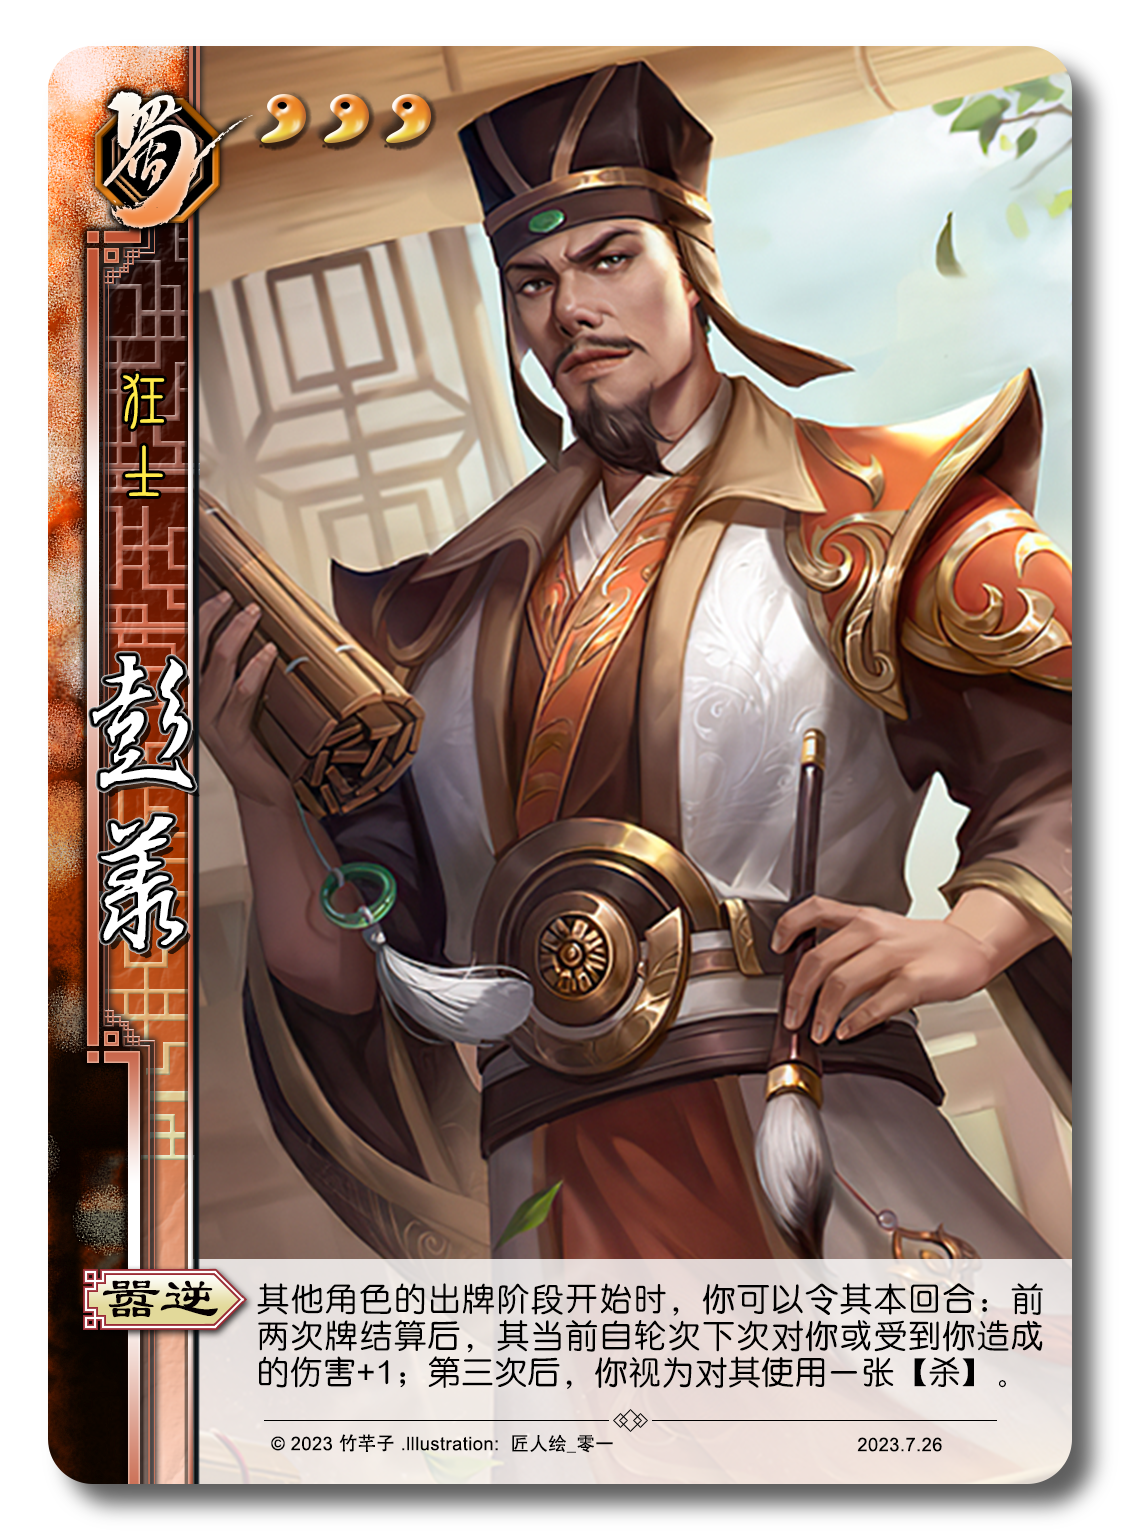 蜀
狂士
彭羕
嚣逆
其他角色的出牌阶段开始时，你可以令其本回合：前
两次牌结算后，其当前自轮次下次对你或受到你造成
的伤害+1；第三次后，你视为对其使用一张【杀】。
© 2023 竹芊子 .Illustration: 匠人绘_零一
2023.7.26